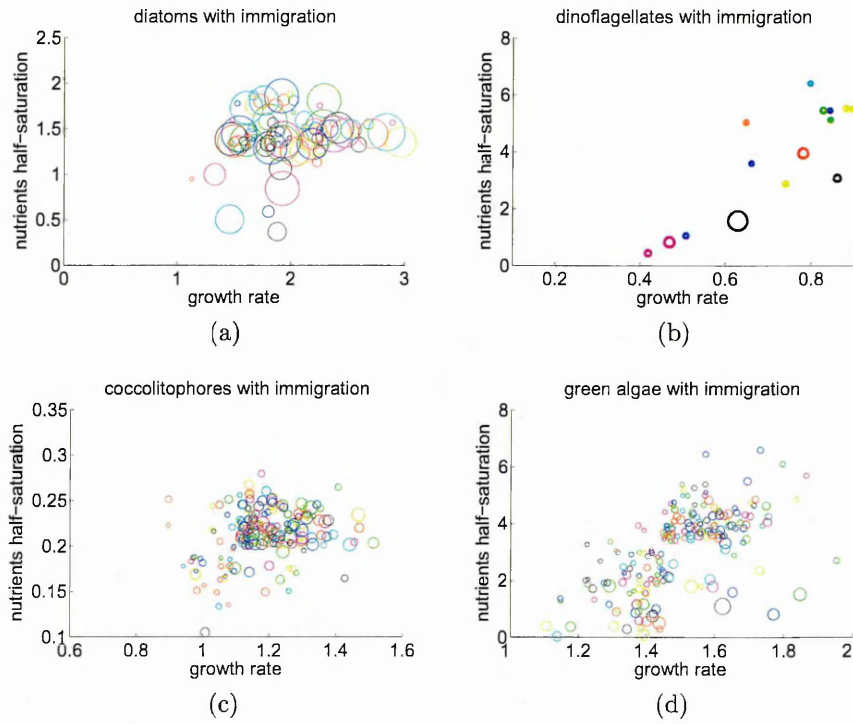 diatoms with immigration
2.5
2
1.5
1
0.5
0
0 1 2 3
nutrients half-saturation
growth rate
(a)
dinoflagellates with immigration
8
6
4
2
0
0.2 0.4 0.6 0.8
nutrients half-saturation
growth rate
(b)
coccolitophores with immigration
0.35
0.3
0.25
0.2
0.15
0.1
0.6 0.8 1 1.2 1.4 1.6
nutrients half-saturation
growth rate
(c)
green algae with immigration
8
6
4
2
0
1 1.2 1.4 1.6 1.8 2
nutrients half-saturation
growth rate
(d)